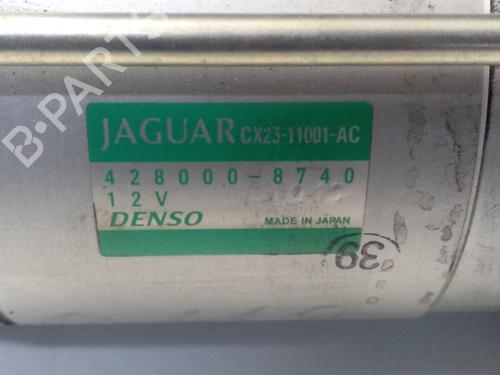 B-PARTS
JAGUAR CX23-11001-AC
428000-8740
12V
DENSO MADE IN JAPAN
39